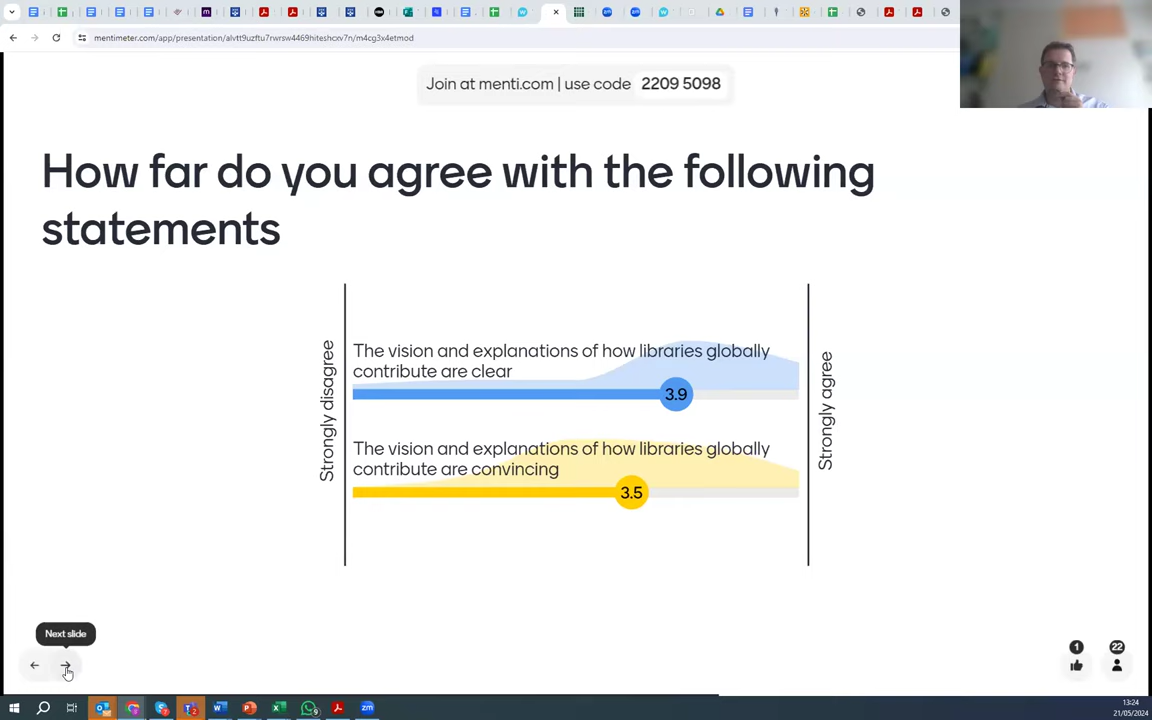 mentimeter.com/app/presentation/alvtt9uzftu7rwrsw4469hiteshcxv7n/m4cg3x4etmod
Join at menti.com | use code 2209 5098
How far do you agree with the following
statements
Strongly disagree
The vision and explanations of how libraries globally
contribute are clear
3.9
The vision and explanations of how libraries globally
contribute are convincing
3.5
Strongly agree
Next slide
1
22
13:24
21/05/2024